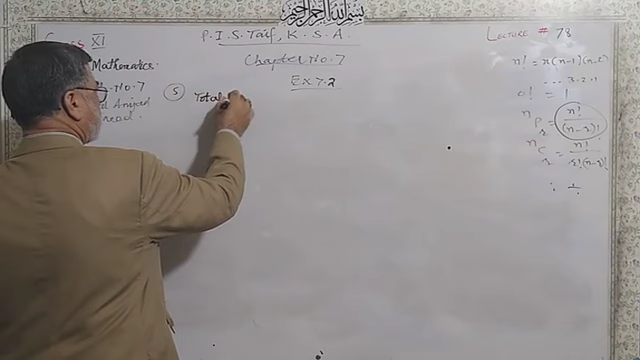 بسم الله الرحمن الرحيم
XI
P.I.S Taif, K.S.A
Lecture # 78
Mathematics.
Chapter No. 7
Ex 7.2
No. 7
5 Total
n! = n(n-1)(n-2)
... 3.2.1
0! = 1
nPr = n!/(n-r)!
nCr = n!/r!(n-r)!